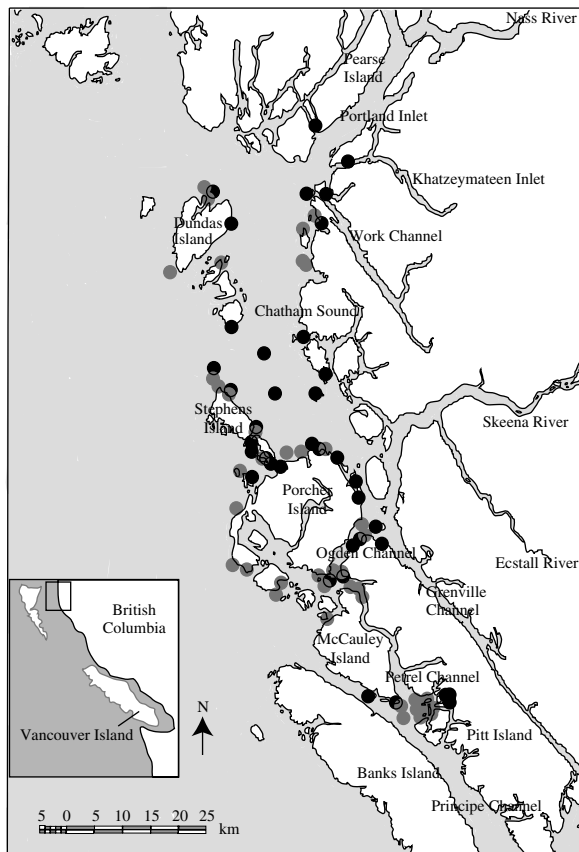 Nass River
Pearse
Island
Portland Inlet
Khatzeymateen Inlet
Dundas
Island
Work Channel
Chatham Sound
Stephens
Island
Skeena River
Porcher
Island
Ogden Channel
Ecstall River
Grenville
Channel
British
Columbia
McCauley
Island
Petrel Channel
N
Vancouver Island
Pitt Island
Banks Island
Principe Channel
5 0 5 10 15 20 25
km